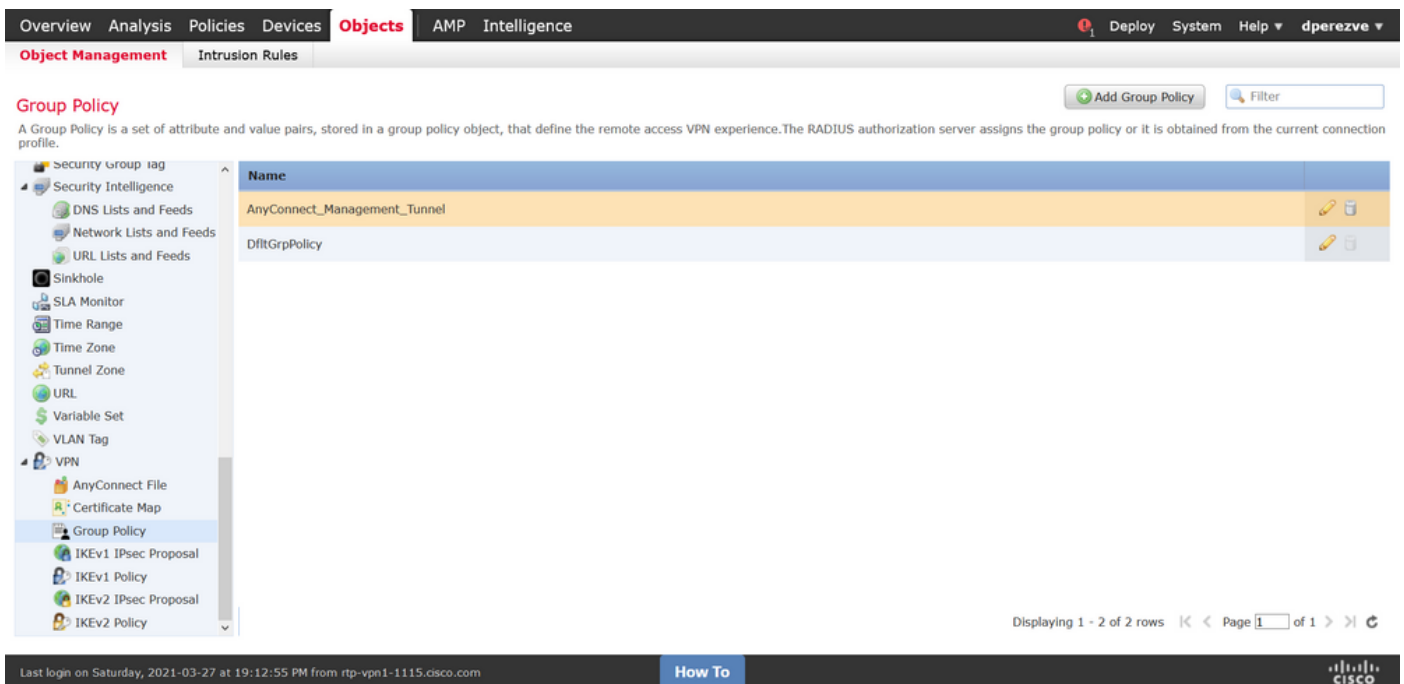 Overview Analysis Policies Devices Objects AMP Intelligence 1 Deploy System Help dperezve
Object Management Intrusion Rules
Group Policy
Add Group Policy Filter
A Group Policy is a set of attribute and value pairs, stored in a group policy object, that define the remote access VPN experience.The RADIUS authorization server assigns the group policy or it is obtained from the current connection
profile.
Security Group Tag
Security Intelligence
DNS Lists and Feeds
Network Lists and Feeds
URL Lists and Feeds
Sinkhole
SLA Monitor
Time Range
Time Zone
Tunnel Zone
URL
Variable Set
VLAN Tag
VPN
AnyConnect File
Certificate Map
Group Policy
IKEv1 IPsec Proposal
IKEv1 Policy
IKEv2 IPsec Proposal
IKEv2 Policy
Name
AnyConnect_Management_Tunnel
DfltGrpPolicy
Displaying 1 - 2 of 2 rows Page 1 of 1
Last login on Saturday, 2021-03-27 at 19:12:55 PM from rtp-vpn1-1115.cisco.com
How To
CISCO